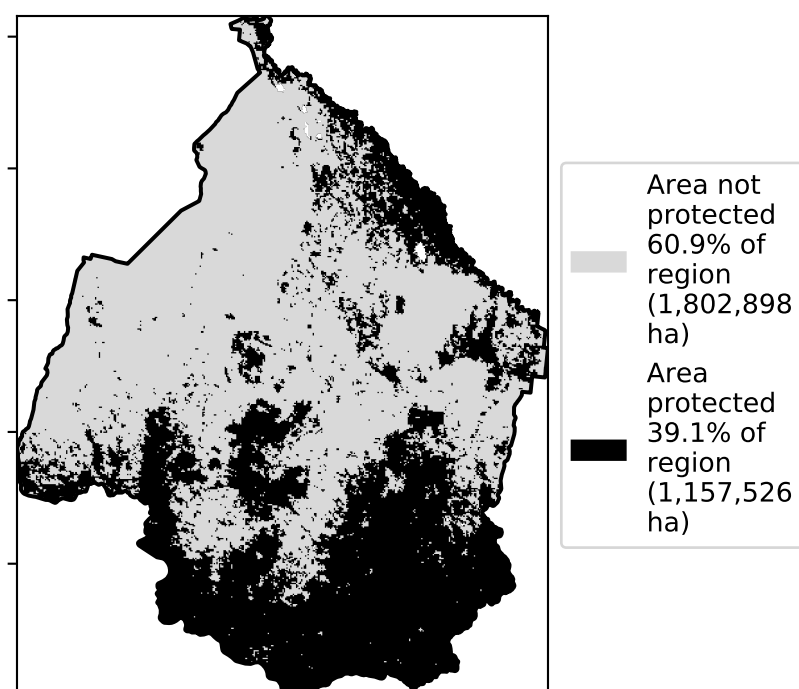 Area not
protected
60.9% of
region
(1,802,898
ha)
Area
protected
39.1% of
region
(1,157,526
ha)